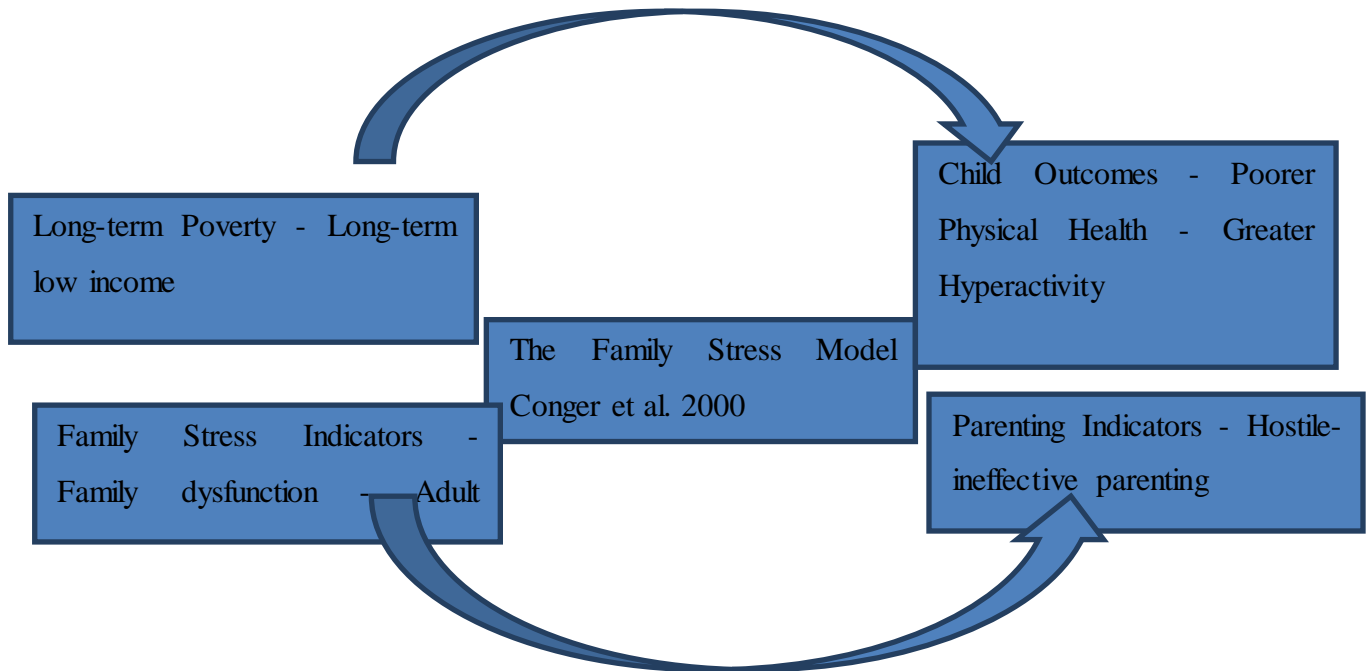 Long-term Poverty - Long-term
low income
Child Outcomes - Poorer
Physical Health - Greater
Hyperactivity
The Family Stress Model
Conger et al. 2000
Family Stress Indicators -
Family dysfunction - Adult
Parenting Indicators - Hostile-
ineffective parenting